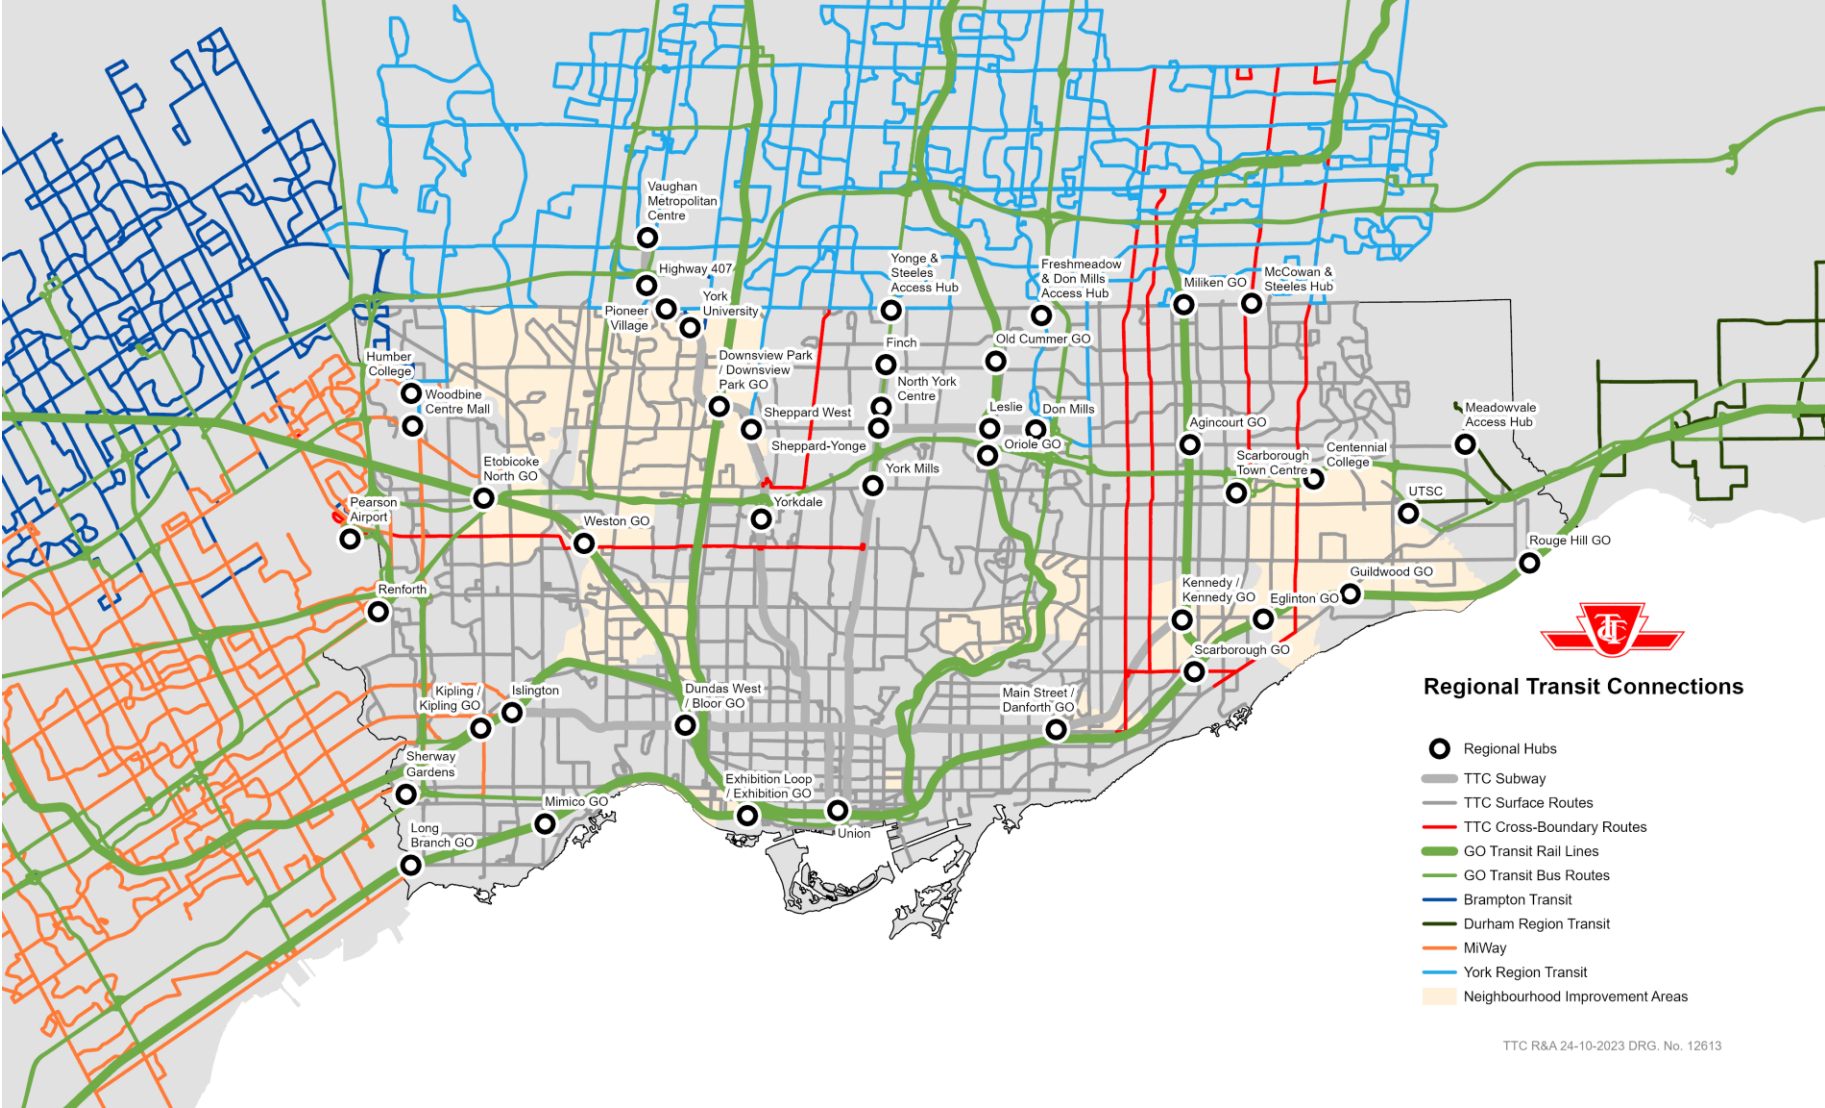 Vaughan
Metropolitan
Centre
Highway 407
Pioneer
Village
York
University
Yonge &
Steeles
Access Hub
Freshmeadow
& Don Mills
Access Hub
Miliken GO
McCowan &
Steeles Hub
Humber
College
Woodbine
Centre Mall
Downsview Park
/ Downsview
Park GO
Finch
Old Cummer GO
North York
Centre
Sheppard West
Sheppard-Yonge
Leslie
Don Mills
Oriole GO
Agincourt GO
Scarborough
Town Centre
Centennial
College
Meadowvale
Access Hub
Etobicoke
North GO
York Mills
Yorkdale
UTSC
Pearson
Airport
Weston GO
Rouge Hill GO
Renforth
Kennedy /
Kennedy GO
Eglinton GO
Guildwood GO
Scarborough GO
Kipling /
Kipling GO
Islington
Dundas West
/ Bloor GO
Main Street /
Danforth GO
Sherway
Gardens
Exhibition Loop
/ Exhibition GO
Union
Mimico GO
Long
Branch GO
TTC
Regional Transit Connections
Regional Hubs
TTC Subway
TTC Surface Routes
TTC Cross-Boundary Routes
GO Transit Rail Lines
GO Transit Bus Routes
Brampton Transit
Durham Region Transit
MiWay
York Region Transit
Neighbourhood Improvement Areas
TTC R&A 24-10-2023 DRG. No. 12613